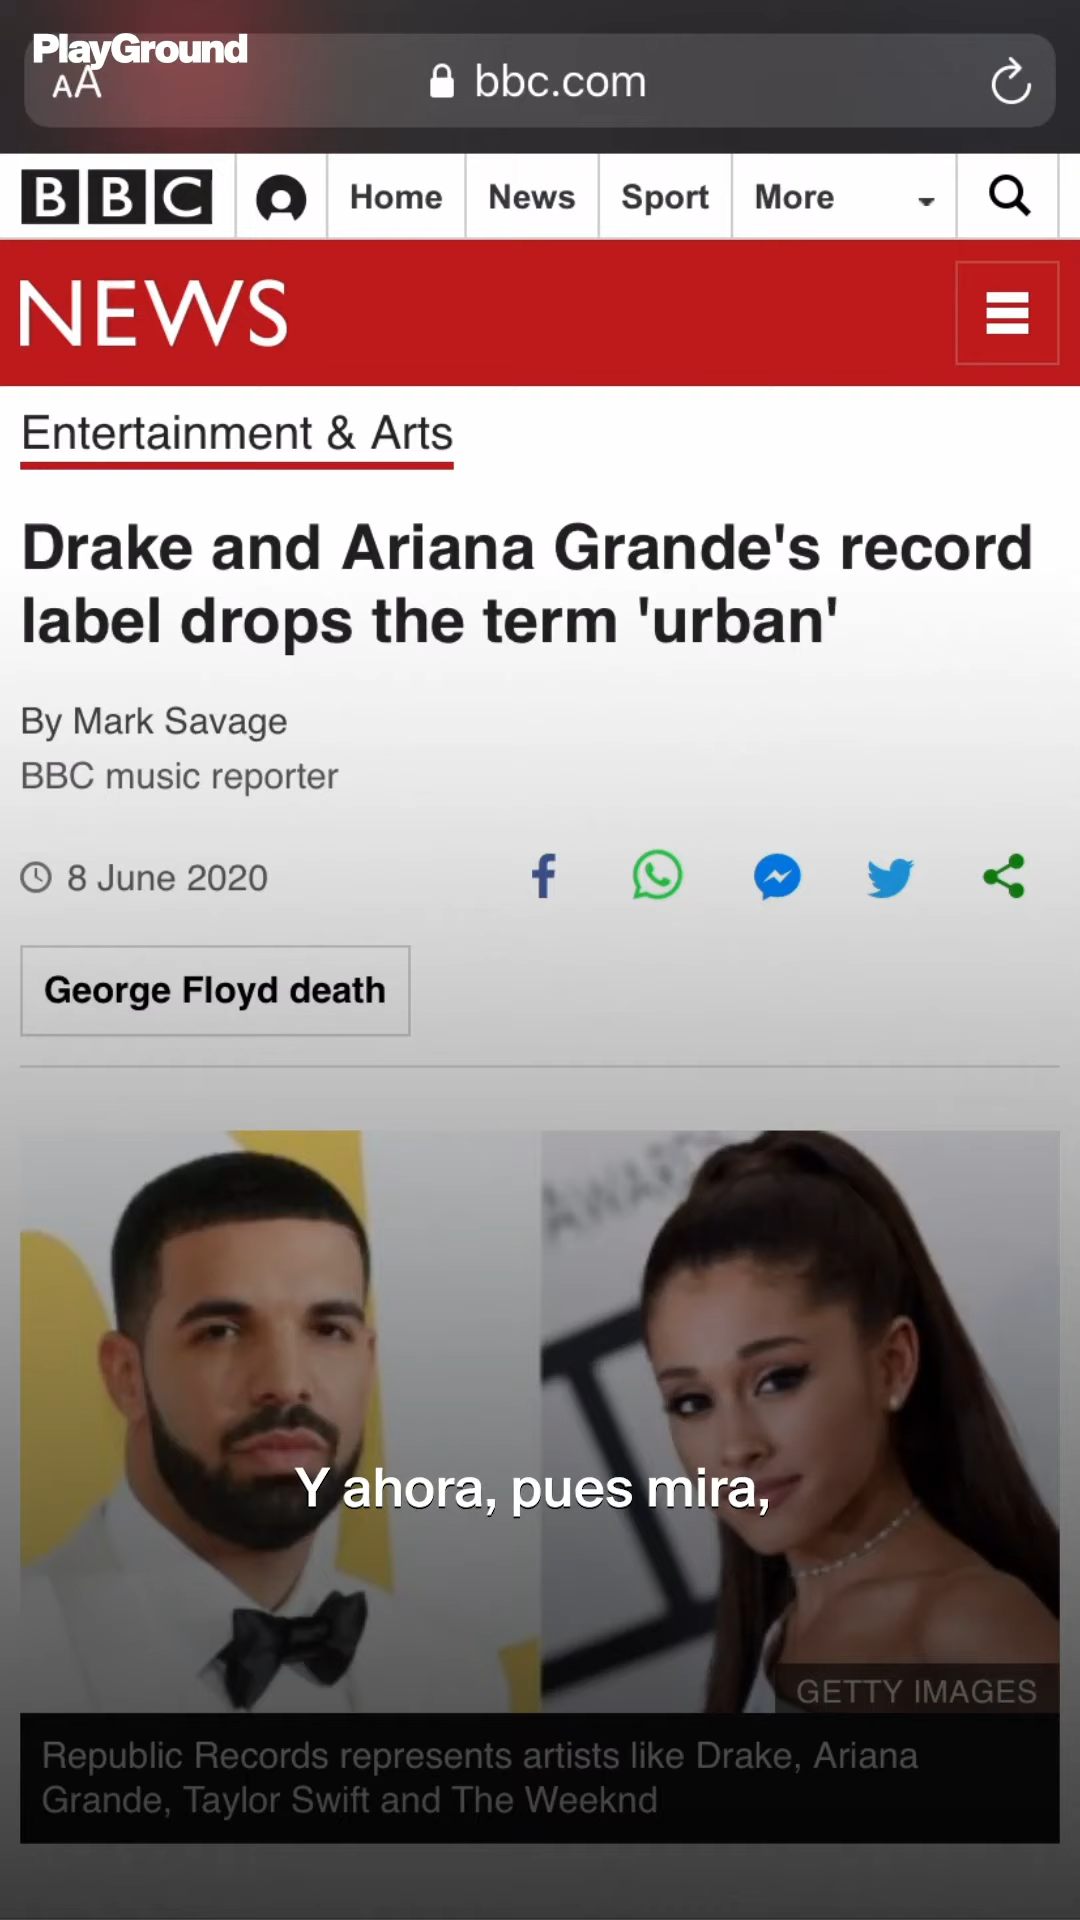 PlayGround
AA
bbc.com
BBC
Home
News
Sport
More
NEWS
Entertainment & Arts
Drake and Ariana Grande's record
label drops the term 'urban'
By Mark Savage
BBC music reporter
8 June 2020
George Floyd death
AWARDS
Y ahora, pues mira,
GETTY IMAGES
Republic Records represents artists like Drake, Ariana
Grande, Taylor Swift and The Weeknd